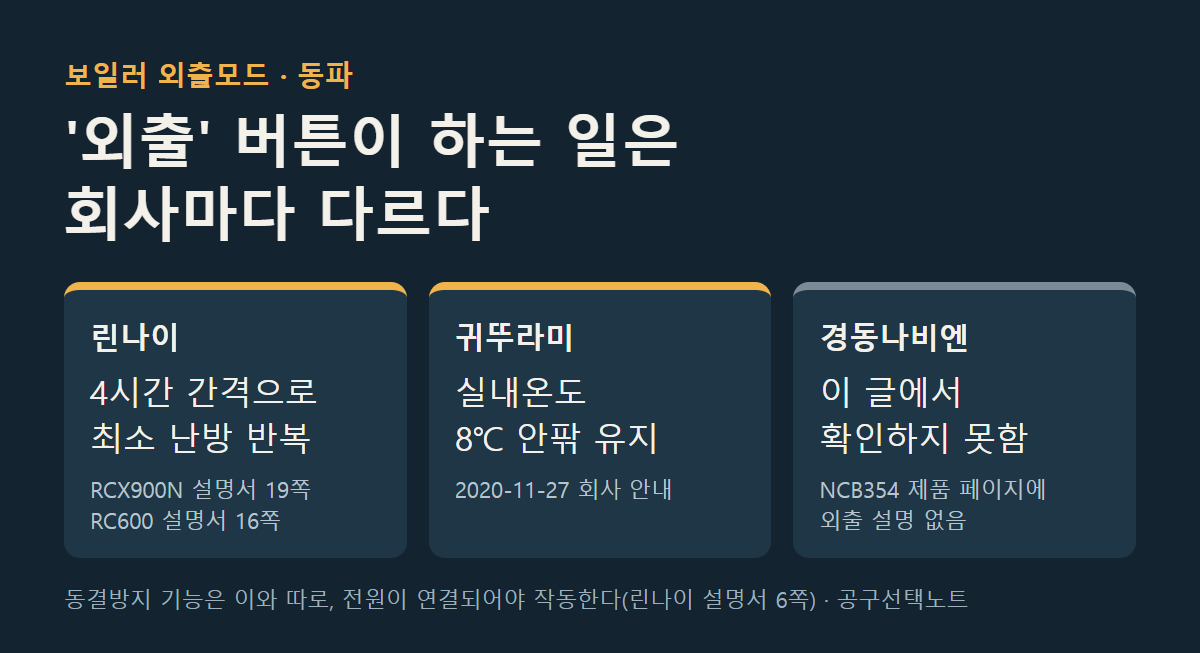 보일러 외출모드 · 동파
'외출' 버튼이 하는 일은
회사마다 다르다
린나이
4시간 간격으로
최소 난방 반복
RCX900N 설명서 19쪽
RC600 설명서 16쪽
귀뚜라미
실내온도
8℃ 안팎 유지
2020-11-27 회사 안내
경동나비엔
이 글에서
확인하지 못함
NCB354 제품 페이지에
외출 설명 없음
동결방지 기능은 이와 따로, 전원이 연결되어야 작동한다(린나이 설명서 6쪽) · 공구선택노트